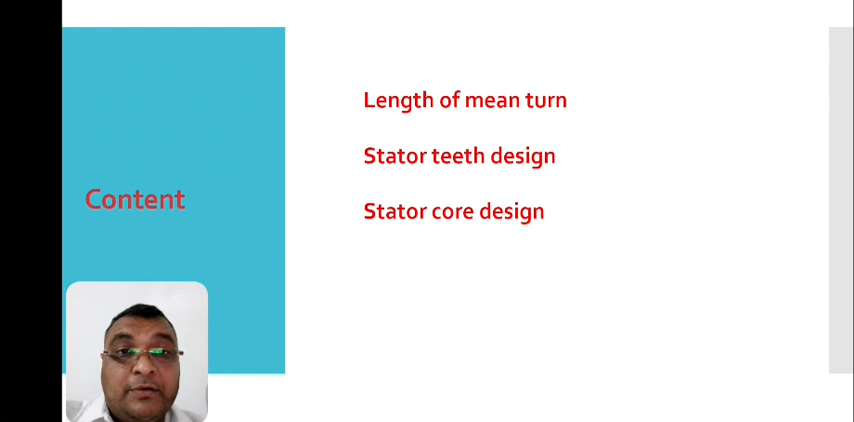 Content
Length of mean turn
Stator teeth design
Stator core design